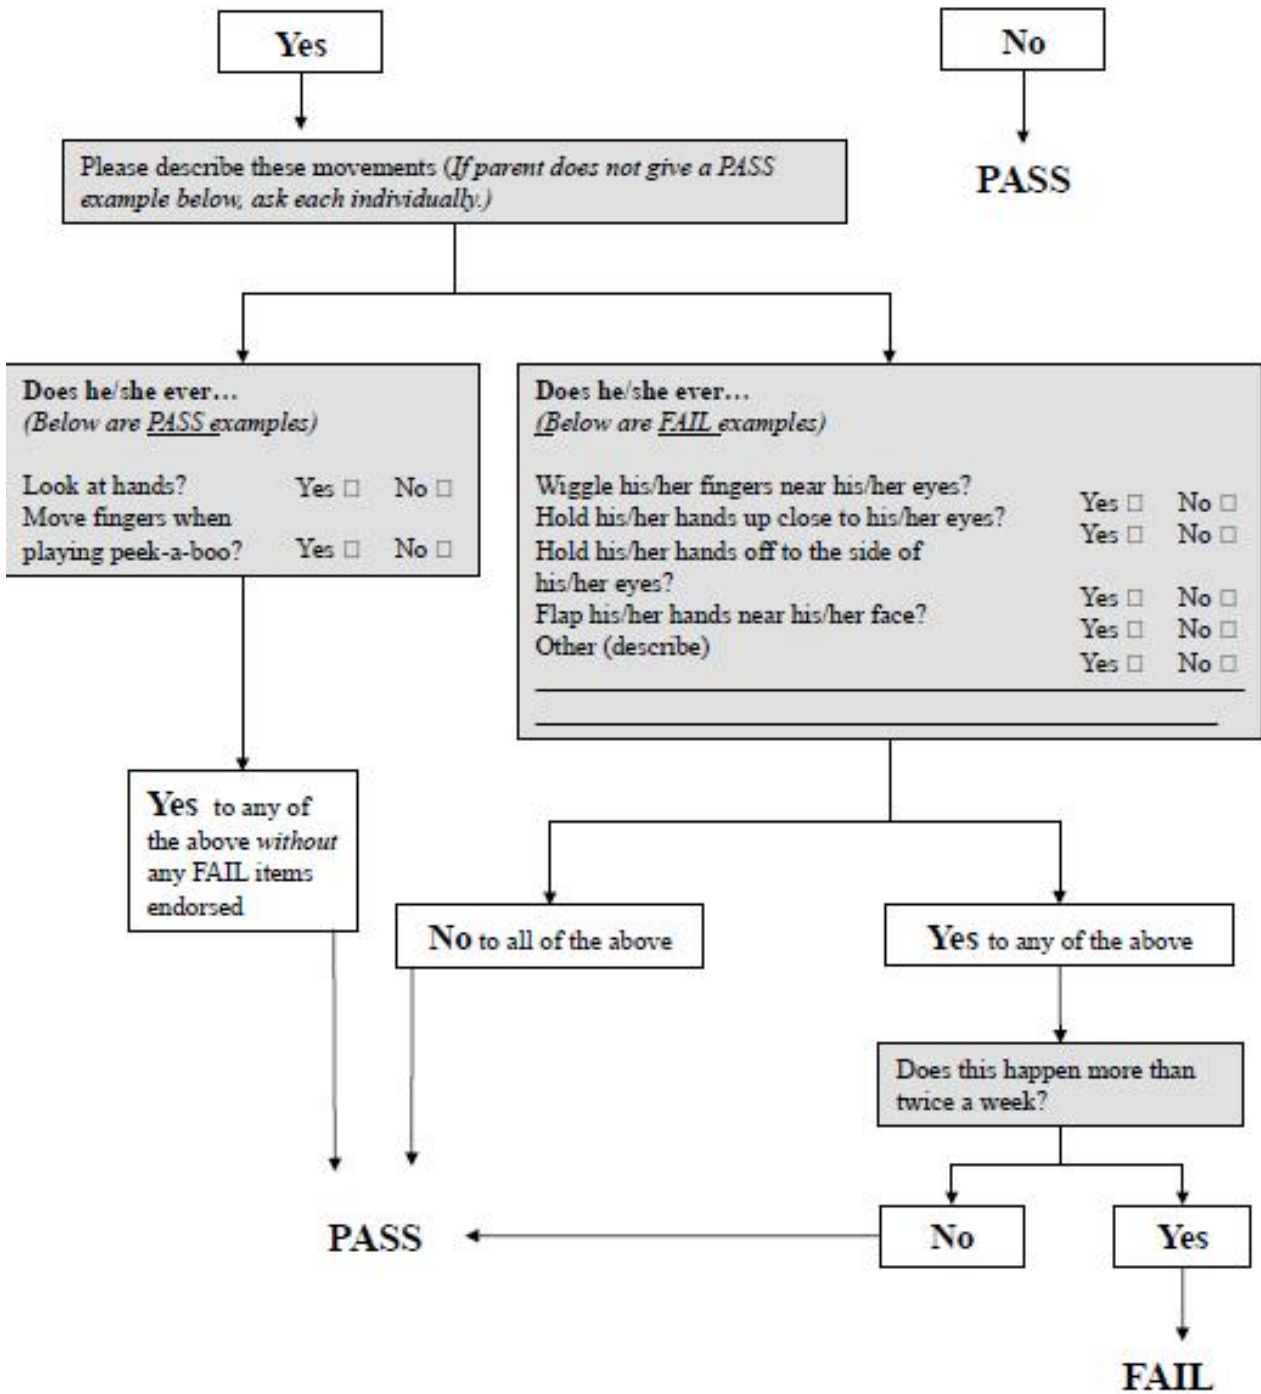 Yes
No
PASS
Please describe these movements (If parent does not give a PASS
example below, ask each individually.)
Does he/she ever…
(Below are PASS examples)
Look at hands? Yes □ No □
Move fingers when
playing peek-a-boo? Yes □ No □
Does he/she ever…
(Below are FAIL examples)
Wiggle his/her fingers near his/her eyes? Yes □ No □
Hold his/her hands up close to his/her eyes? Yes □ No □
Hold his/her hands off to the side of
his/her eyes? Yes □ No □
Flap his/her hands near his/her face? Yes □ No □
Other (describe) Yes □ No □
Yes to any of
the above without
any FAIL items
endorsed
No to all of the above
Yes to any of the above
Does this happen more than
twice a week?
No
Yes
PASS
FAIL